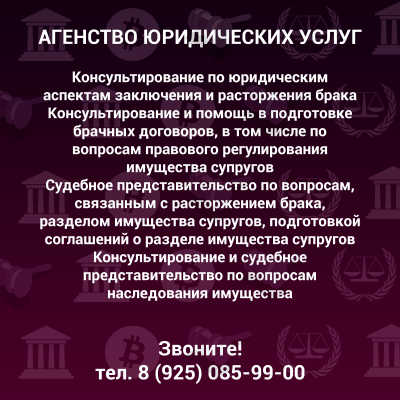 АГЕНСТВО ЮРИДИЧЕСКИХ УСЛУГ
Консультирование по юридическим
аспектам заключения и расторжения брака
Консультирование и помощь в подготовке
брачных договоров, в том числе по
вопросам правового регулирования
имущества супругов
Судебное представительство по вопросам,
связанным с расторжением брака,
разделом имущества супругов, подготовкой
соглашений о разделе имущества супругов
Консультирование и судебное
представительство по вопросам
наследования имущества
Звоните!
тел. 8 (925) 085-99-00